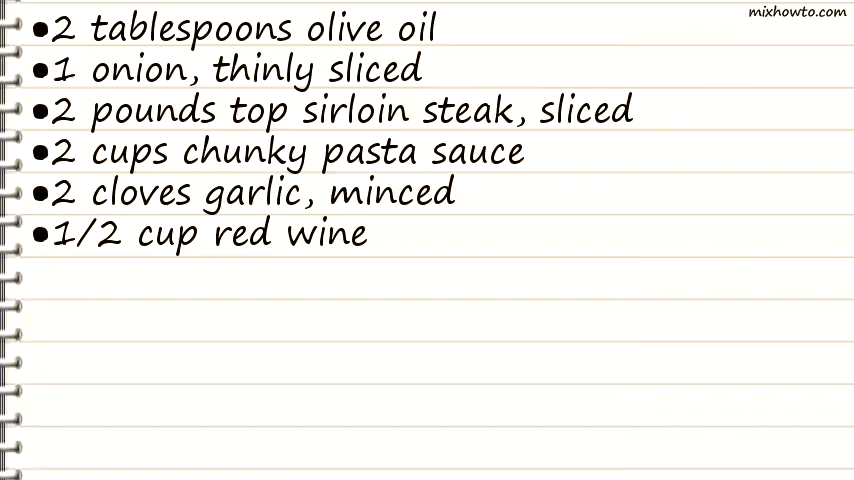 mixhowto.com
•2 tablespoons olive oil
•1 onion, thinly sliced
•2 pounds top sirloin steak, sliced
•2 cups chunky pasta sauce
•2 cloves garlic, minced
•1/2 cup red wine